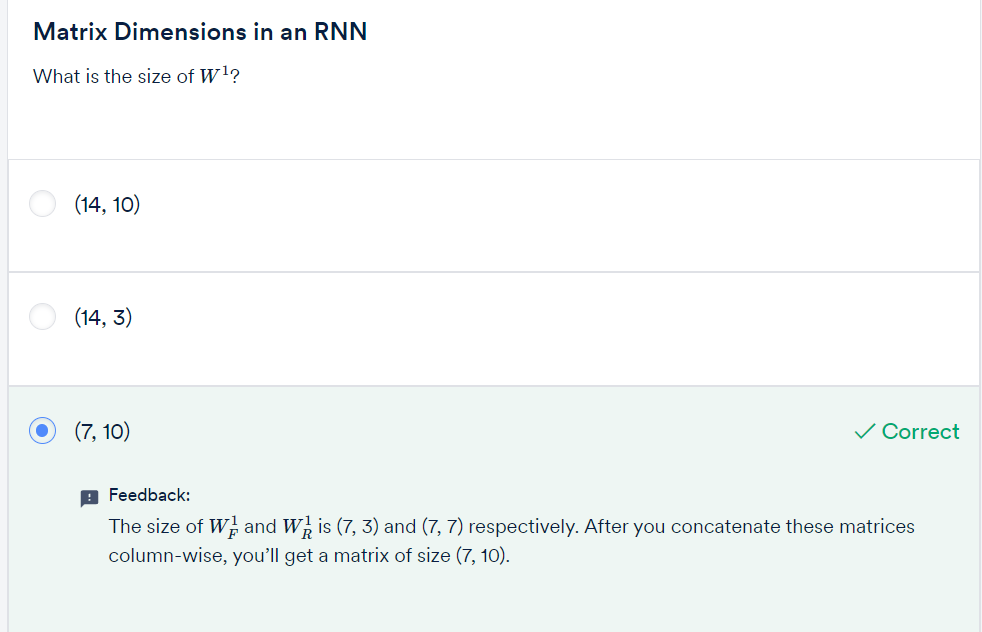 Matrix Dimensions in an RNN
What is the size of W¹?
(14, 10)
(14, 3)
(7, 10)
✓ Correct
! Feedback:
The size of $W_F^1$ and $W_R^1$ is (7, 3) and (7, 7) respectively. After you concatenate these matrices
column-wise, you’ll get a matrix of size (7, 10).